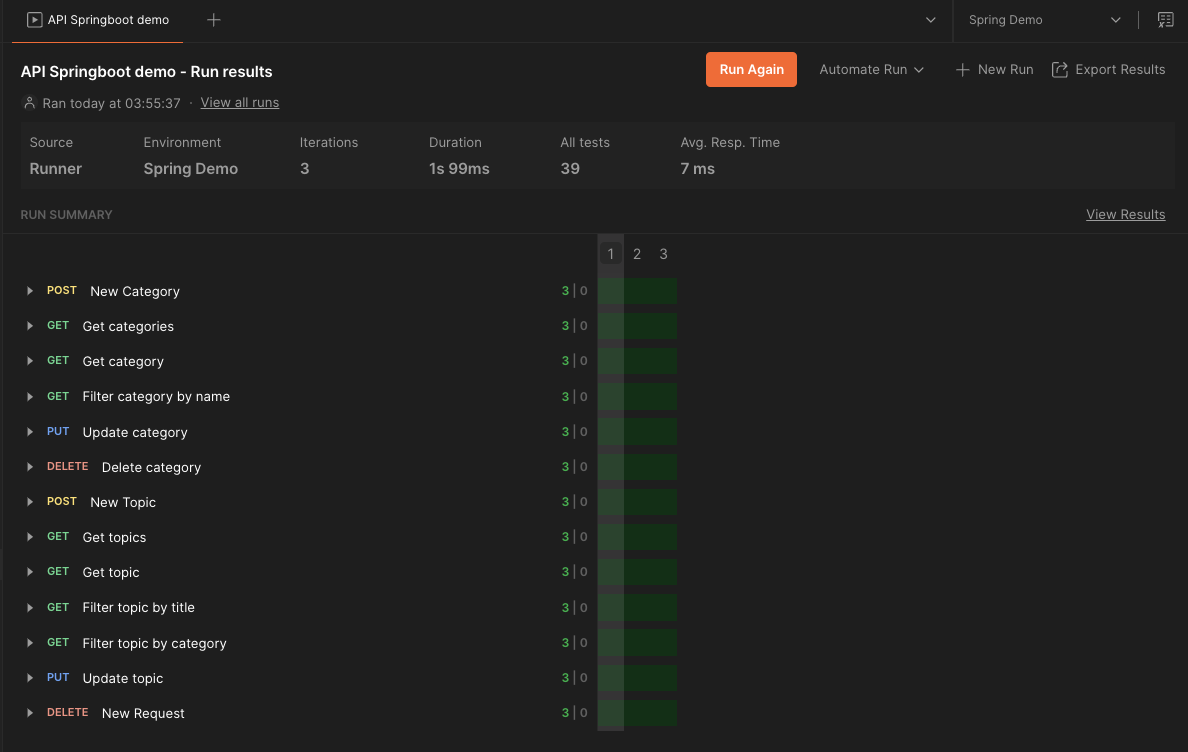 API Springboot demo
Spring Demo
API Springboot demo - Run results
Run Again
Automate Run
New Run
Export Results
Ran today at 03:55:37 · View all runs
Source Environment Iterations Duration All tests Avg. Resp. Time
Runner Spring Demo 3 1s 99ms 39 7 ms
RUN SUMMARY View Results
1 2 3
POST New Category 3 | 0
GET Get categories 3 | 0
GET Get category 3 | 0
GET Filter category by name 3 | 0
PUT Update category 3 | 0
DELETE Delete category 3 | 0
POST New Topic 3 | 0
GET Get topics 3 | 0
GET Get topic 3 | 0
GET Filter topic by title 3 | 0
GET Filter topic by category 3 | 0
PUT Update topic 3 | 0
DELETE New Request 3 | 0